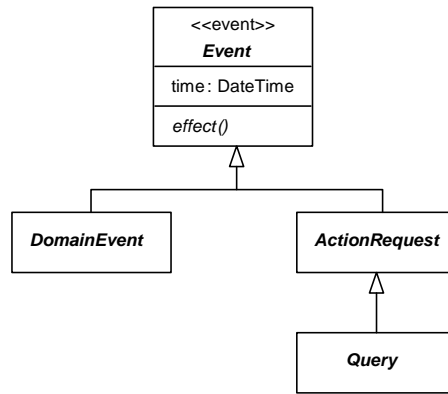 <<event>>
Event
time: DateTime
effect()
DomainEvent
ActionRequest
Query